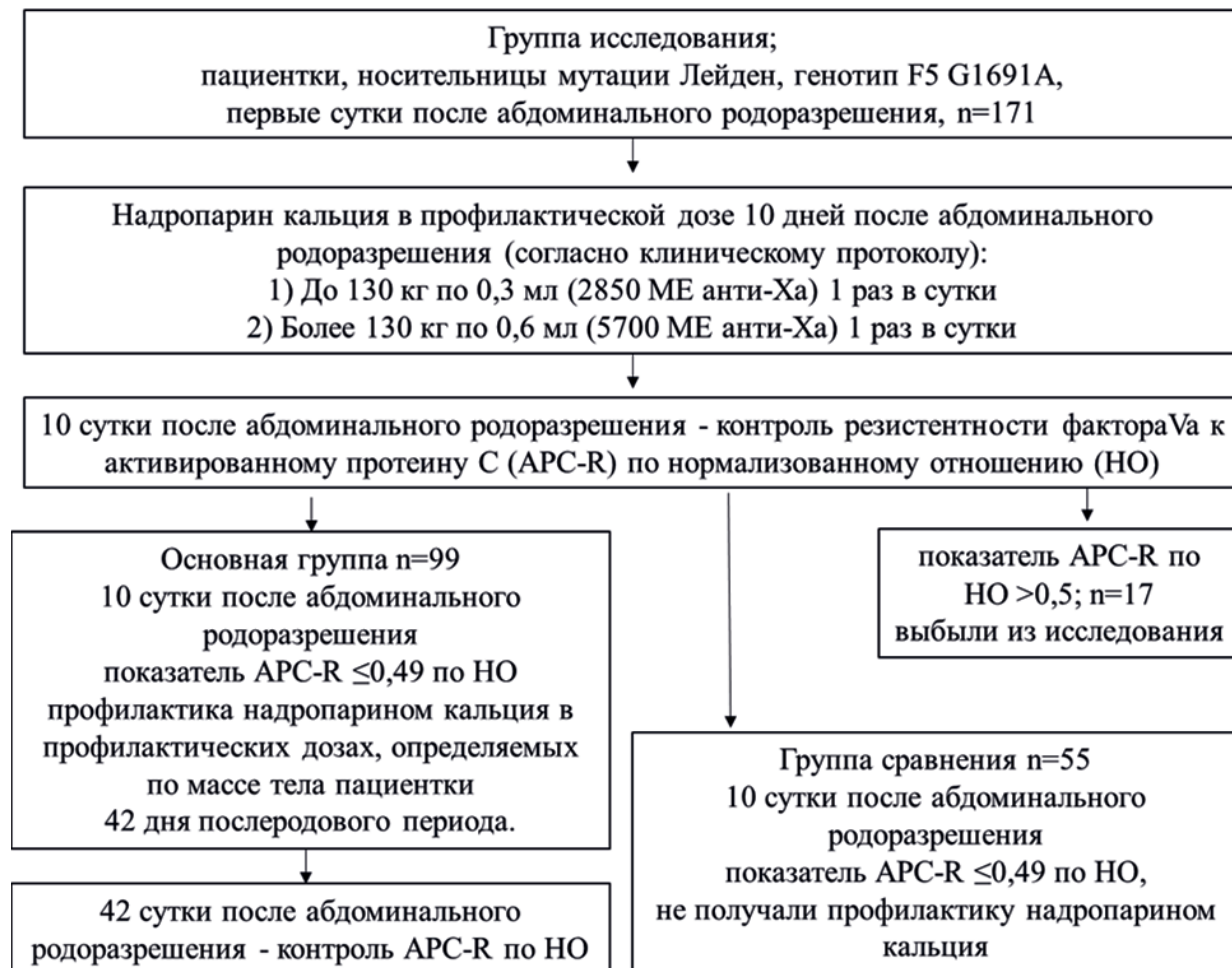 Группа исследования;
пациентки, носительницы мутации Лейден, генотип F5 G1691A,
первые сутки после абдоминального родоразрешения, n=171
Надропарин кальция в профилактической дозе 10 дней после абдоминального
родоразрешения (согласно клиническому протоколу):
1) До 130 кг по 0,3 мл (2850 МЕ анти-Ха) 1 раз в сутки
2) Более 130 кг по 0,6 мл (5700 МЕ анти-Ха) 1 раз в сутки
10 сутки после абдоминального родоразрешения - контроль резистентности фактораVa к
активированному протеину С (APC-R) по нормализованному отношению (НО)
Основная группа n=99
10 сутки после абдоминального
родоразрешения
показатель APC-R ≤0,49 по НО
профилактика надропарином кальция в
профилактических дозах, определяемых
по массе тела пациентки
42 дня послеродового периода.
42 сутки после абдоминального
родоразрешения - контроль APC-R по НО
показатель APC-R по
НО >0,5; n=17
выбыли из исследования
Группа сравнения n=55
10 сутки после абдоминального
родоразрешения
показатель APC-R ≤0,49 по НО,
не получали профилактику надропарином
кальция